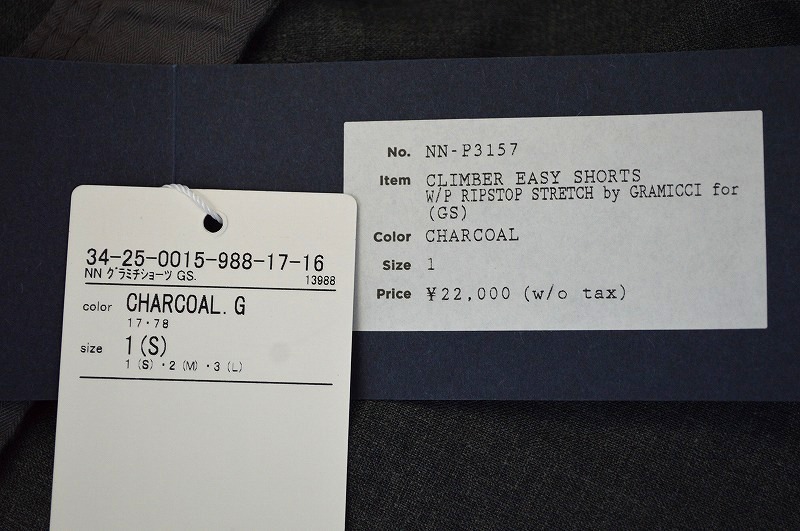 No. NN-P3157
Item CLIMBER EASY SHORTS
W/P RIPSTOP STRETCH by GRAMICCI for
(GS)
Color CHARCOAL
Size 1
Price ¥22,000 (w/o tax)
34-25-0015-988-17-16
NN グラミチショーツ GS.
13988
color CHARCOAL.G
17・78
size 1(S)
1(S)・2(M)・3(L)